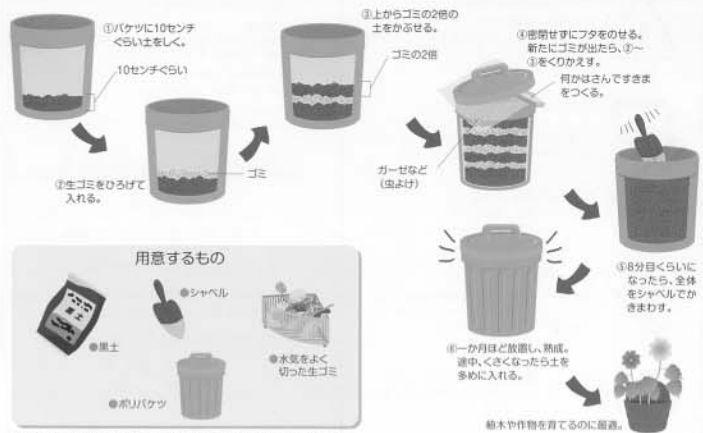 ①バケツに10センチ
ぐらい土をしく。
10センチぐらい
②生ゴミをひろげて
入れる。
ゴミ
③上からゴミの2倍の
土をかぶせる。
ゴミの2倍
④密閉せずにフタをのせる。
新たにゴミが出たら、②〜
③をくりかえす。
何かはさんですきま
をつくる。
ガーゼなど
(虫よけ)
⑤8分目くらいに
なったら、全体
をシャベルでか
きまわす。
⑥一か月ほど放置し、熟成。
途中、くさくなったら土を
多めに入れる。
植木や作物を育てるのに最適。
用意するもの
●黒土
黒土
●シャベル
●水気をよく
切った生ゴミ
●ポリバケツ